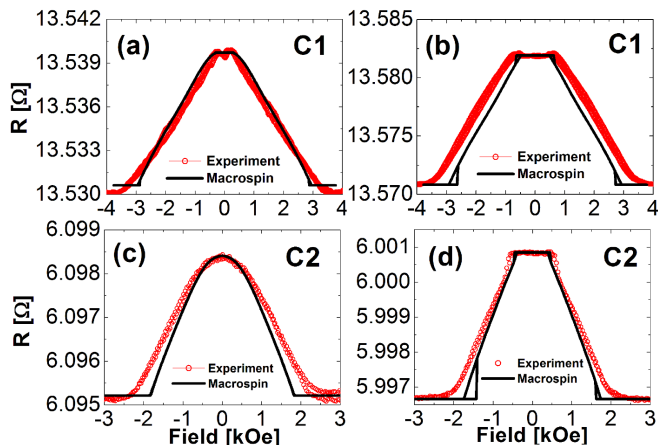 (a) C1
13.542
13.539
13.536
13.533
13.530
R [Ω]
Experiment
Macrospin
-4 -3 -2 -1 0 1 2 3 4
(b) C1
13.585
13.580
13.575
13.570
Experiment
Macrospin
-4 -3 -2 -1 0 1 2 3 4
(c) C2
6.099
6.098
6.096
6.095
R [Ω]
Experiment
Macrospin
-3 -2 -1 0 1 2 3
Field [kOe]
(d) C2
6.001
6.000
5.998
5.997
Experiment
Macrospin
-3 -2 -1 0 1 2 3
Field [kOe]